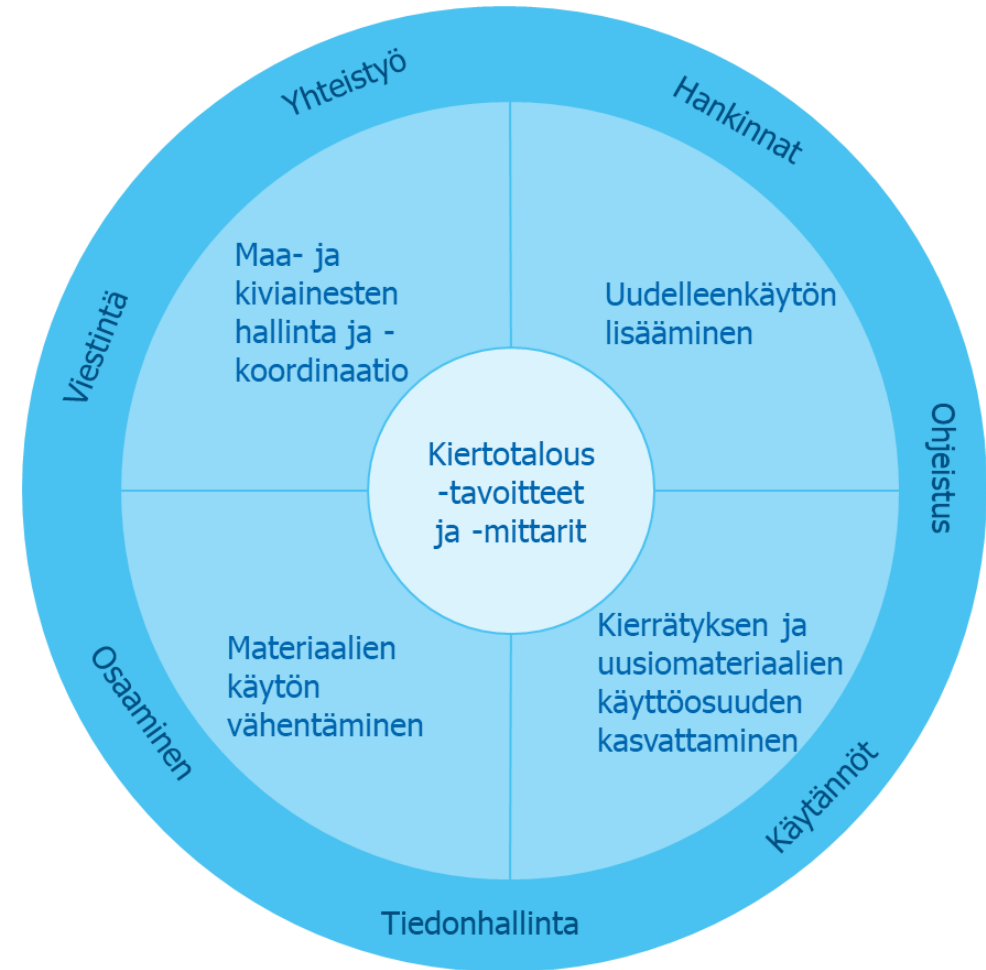 Yhteistyö
Hankinnat
Maa- ja
kiviainesten
hallinta ja -
koordinaatio
Uudelleenkäytön
lisääminen
Viestintä
Ohjeistus
Kiertotalous
-tavoitteet
ja -mittarit
Materiaalien
käytön
vähentäminen
Kierrätyksen ja
uusiomateriaalien
käyttöosuuden
kasvattaminen
Osaaminen
Käytännöt
Tiedonhallinta